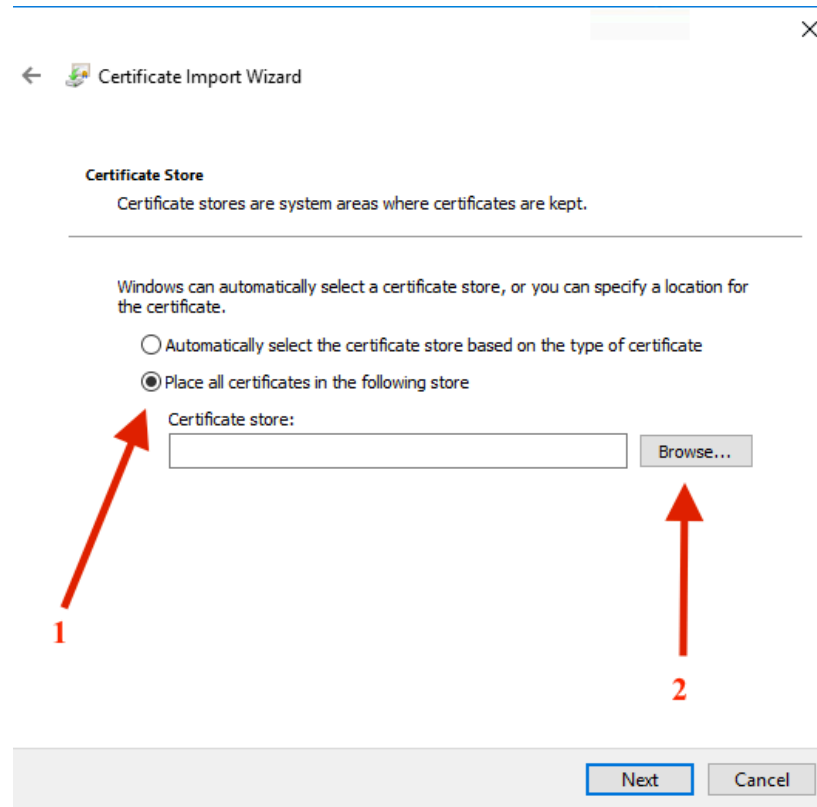 Certificate Import Wizard
Certificate Store
Certificate stores are system areas where certificates are kept.
Windows can automatically select a certificate store, or you can specify a location for
the certificate.
Automatically select the certificate store based on the type of certificate
Place all certificates in the following store
Certificate store:
Browse...
1
2
Next
Cancel